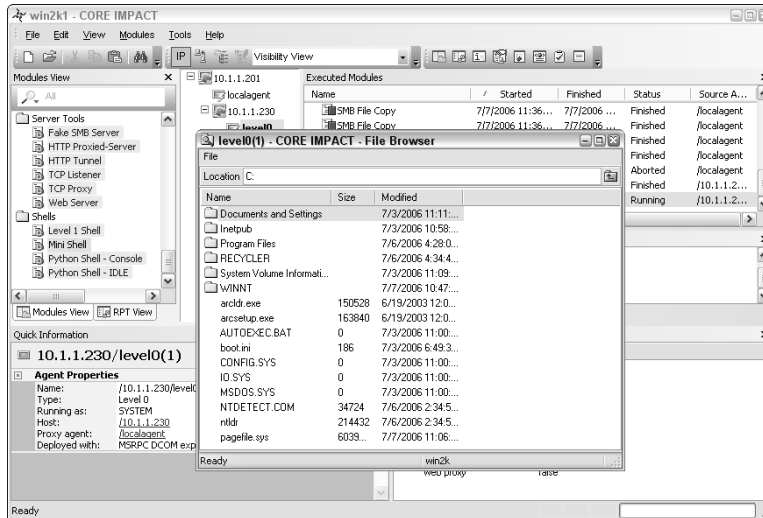 win2k1 - CORE IMPACT
File Edit View Modules Tools Help
IP Visibility View
Modules View
All
Server Tools
Fake SMB Server
HTTP Proxied-Server
HTTP Tunnel
TCP Listener
TCP Proxy
Web Server
Shells
Level 1 Shell
Mini Shell
Python Shell - Console
Python Shell - IDLE
Modules View RPT View
10.1.1.201
localagent
10.1.1.230
level0
Executed Modules
Name / Started Finished Status Source A...
SMB File Copy 7/7/2006 11:36... 7/7/2006 ... Finished /localagent
SMB File Copy 7/7/2006 11:36... 7/7/2006 ... Finished /localagent
Finished /localagent
Finished /localagent
Aborted /localagent
Finished /10.1.1.2...
Running /10.1.1.2...
level0(1) - CORE IMPACT - File Browser
File
Location C:
Name Size Modified
Documents and Settings 7/3/2006 11:11:...
Inetpub 7/3/2006 10:58:...
Program Files 7/6/2006 4:28:0...
RECYCLER 7/6/2006 4:34:4...
System Volume Informati... 7/3/2006 11:09:...
WINNT 7/7/2006 10:47:...
arcldr.exe 150528 6/19/2003 12:0...
arcsetup.exe 163840 6/19/2003 12:0...
AUTOEXEC.BAT 0 7/3/2006 11:00:...
boot.ini 186 7/3/2006 6:49:3...
CONFIG.SYS 0 7/3/2006 11:00:...
IO.SYS 0 7/3/2006 11:00:...
MSDOS.SYS 0 7/3/2006 11:00:...
NTDETECT.COM 34724 7/6/2006 2:34:5...
ntldr 214432 7/6/2006 2:34:5...
pagefile.sys 6039... 7/7/2006 11:06:...
Ready win2k
Quick Information
10.1.1.230/level0(1)
Agent Properties
Name: /10.1.1.230/level0
Type: Level 0
Running as: SYSTEM
Host: /10.1.1.230
Proxy agent: /localagent
Deployed with: MSRPC DCOM exp
web proxy false
Ready